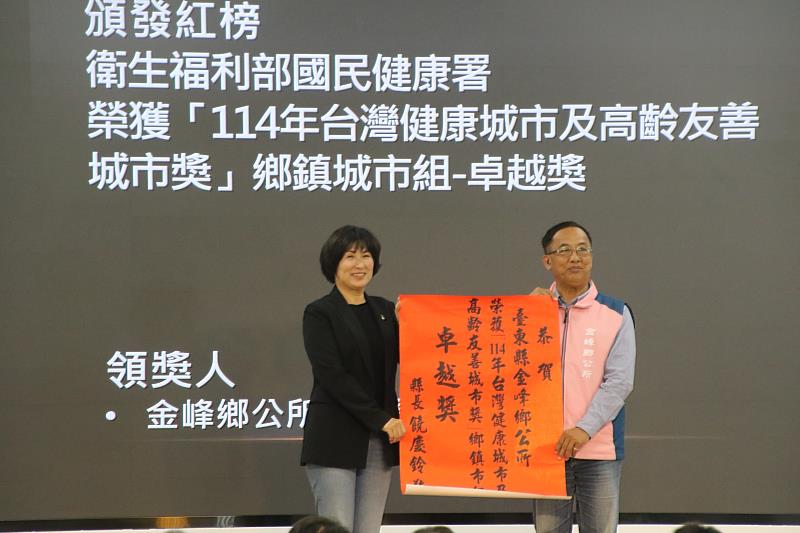 頒發紅榜
衛生福利部國民健康署
榮獲「114年台灣健康城市及高齡友善
城市獎」鄉鎮城市組-卓越獎
領獎人
• 金峰鄉公所
恭賀
臺東縣金峰鄉公所
榮獲「114年台灣健康城市及
高齡友善城市獎」鄉鎮市組
卓越獎
縣長饒慶鈴
金峰鄉公所